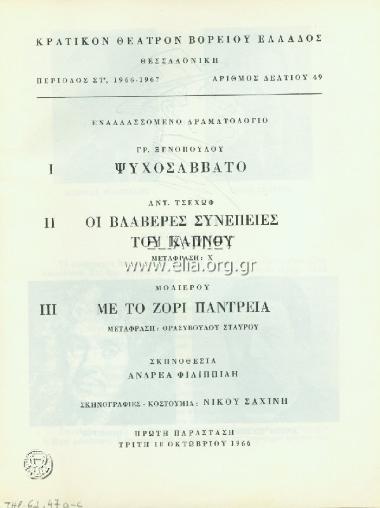 ΚΡΑΤΙΚΟΝ ΘΕΑΤΡΟΝ ΒΟΡΕΙΟΥ ΕΛΛΑΔΟΣ
ΘΕΣΣΑΛΟΝΙΚΗ
ΠΕΡΙΟΔΟΣ ΣΤ', 1966-1967 ΑΡΙΘΜΟΣ ΔΕΛΤΙΟΥ 49
ΕΝΑΛΛΑΣΣΟΜΕΝΟ ΔΡΑΜΑΤΟΛΟΓΙΟ
ΓΡ. ΞΕΝΟΠΟΥΛΟΥ
I ΨΥΧΟΣΑΒΒΑΤΟ
ΑΝΤ. ΤΣΕΧΩΦ
II ΟΙ ΒΛΑΒΕΡΕΣ ΣΥΝΕΠΕΙΕΣ
ΤΟΥ ΚΑΠΝΟΥ
ΜΕΤΑΦΡΑΣΗ: Χ
www.elia.org.gr
ΜΟΛΙΕΡΟΥ
III ΜΕ ΤΟ ΖΟΡΙ ΠΑΝΤΡΕΙΑ
ΜΕΤΑΦΡΑΣΗ: ΘΡΑΣΥΒΟΥΛΟΥ ΣΤΑΥΡΟΥ
ΣΚΗΝΟΘΕΣΙΑ
ΑΝΔΡΕΑ ΦΙΛΙΠΠΙΔΗ
ΣΚΗΝΟΓΡΑΦΙΕΣ - ΚΟΣΤΟΥΜΙΑ: ΝΙΚΟΥ ΣΑΧΙΝΗ
ΠΡΩΤΗ ΠΑΡΑΣΤΑΣΗ
ΤΡΙΤΗ 18 ΟΚΤΩΒΡΙΟΥ 1966